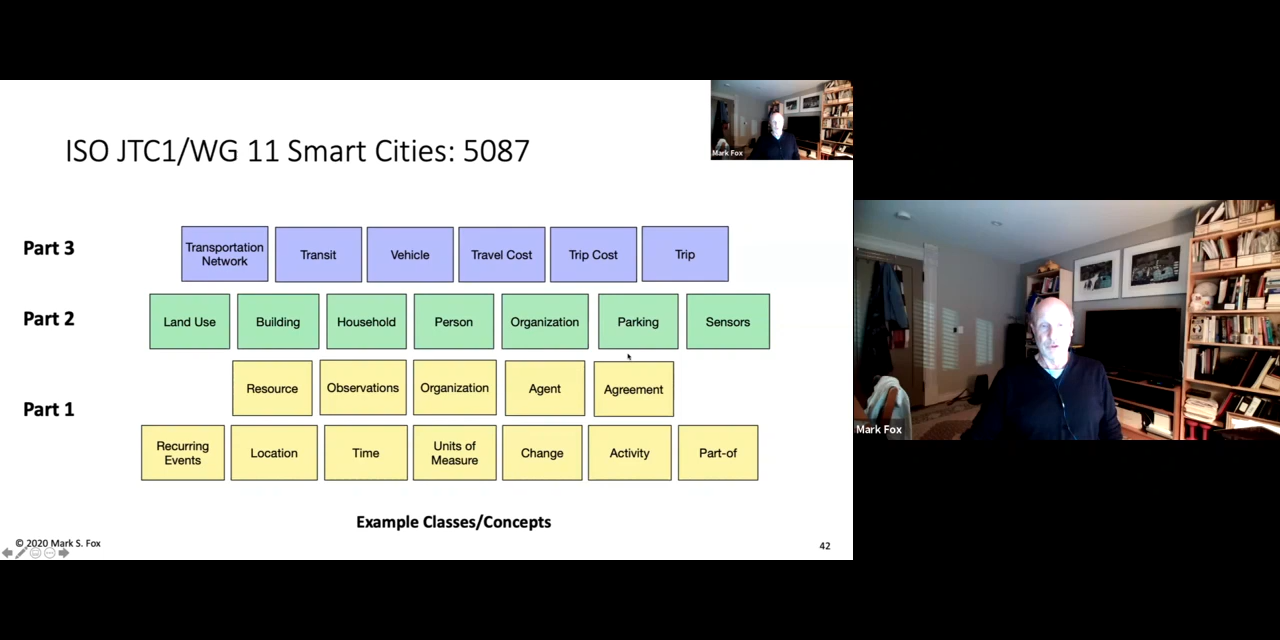 ISO JTC1/WG 11 Smart Cities: 5087
Mark Fox
Part 3
Transportation
Network
Transit
Vehicle
Travel Cost
Trip Cost
Trip
Part 2
Land Use
Building
Household
Person
Organization
Parking
Sensors
Part 1
Resource
Observations
Organization
Agent
Agreement
Recurring
Events
Location
Time
Units of
Measure
Change
Activity
Part-of
Example Classes/Concepts
© 2020 Mark S. Fox
42
Mark Fox